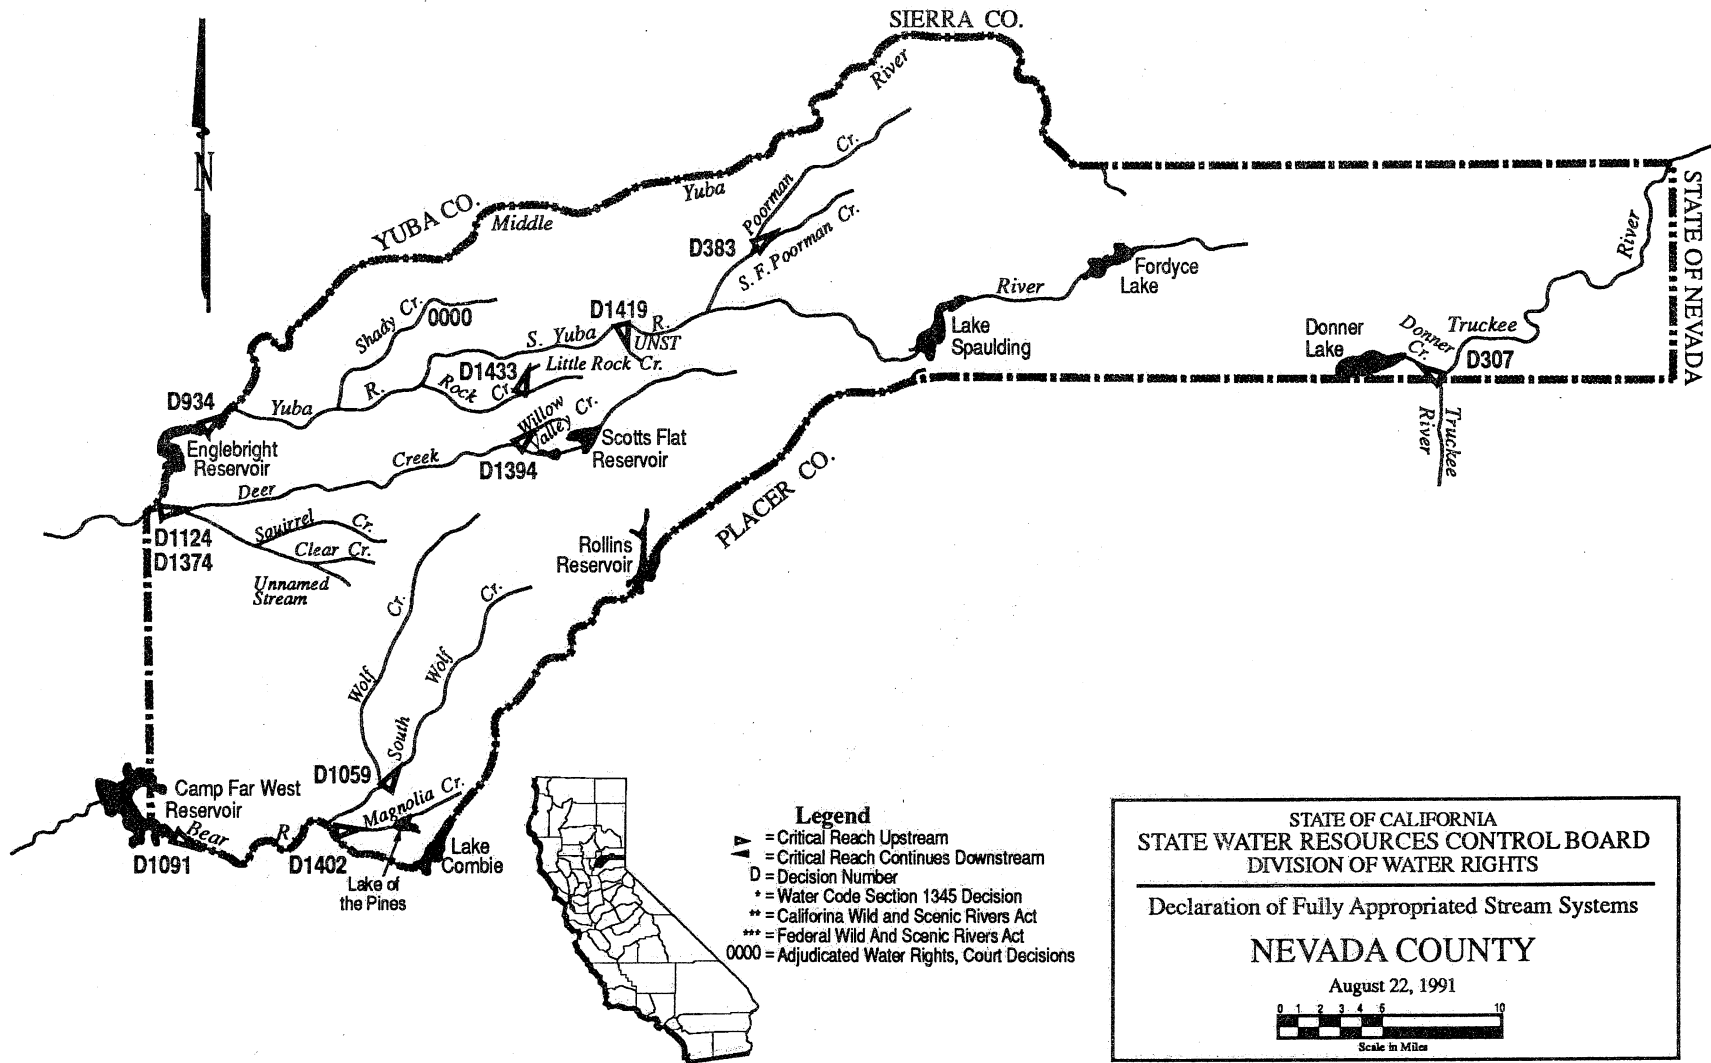 SIERRA CO.
River
N
YUBA CO.
Middle
Yuba
Poorman
Cr.
D383
S. F. Poorman Cr.
STATE OF NEVADA
River
Fordyce
Lake
River
Shady Cr.
0000
D1419
S. Yuba R.
UNST
Little Rock Cr.
D1433
Rock Cr.
Lake
Spaulding
Donner
Lake
Donner
Cr.
Truckee
D307
Truckee
River
D934
Yuba
R.
Willow
Valley Cr.
Englebright
Reservoir
Scotts Flat
Reservoir
D1394
Deer
Creek
PLACER CO.
D1124
D1374
Squirrel
Cr.
Clear Cr.
Unnamed
Stream
Rollins
Reservoir
Wolf
Cr.
South
Wolf
Cr.
D1059
Magnolia Cr.
Camp Far West
Reservoir
Bear
R.
D1091
D1402
Lake of
the Pines
Lake
Combie
Legend
= Critical Reach Upstream
= Critical Reach Continues Downstream
D = Decision Number
* = Water Code Section 1345 Decision
** = Califorina Wild and Scenic Rivers Act
*** = Federal Wild And Scenic Rivers Act
0000 = Adjudicated Water Rights, Court Decisions
STATE OF CALIFORNIA
STATE WATER RESOURCES CONTROL BOARD
DIVISION OF WATER RIGHTS
Declaration of Fully Appropriated Stream Systems
NEVADA COUNTY
August 22, 1991
0 1 2 3 4 5 10
Scale in Miles